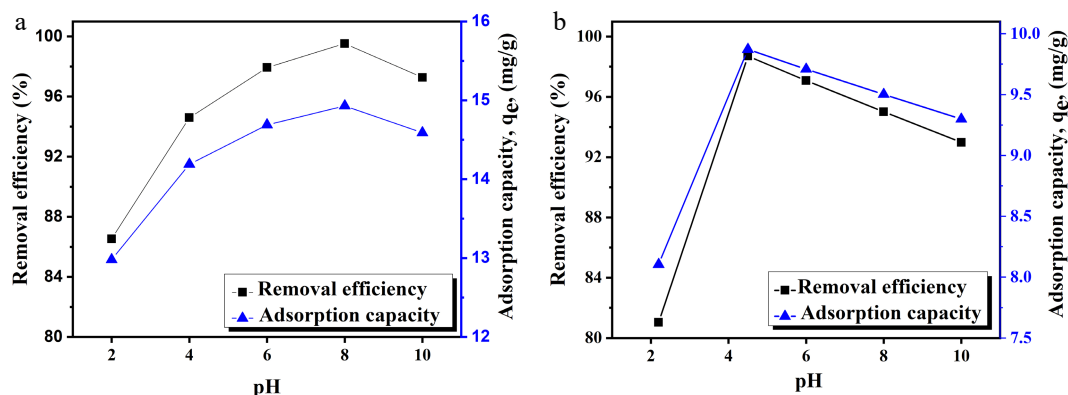 a
Removal efficiency (%)
100
96
92
88
84
80
2
4
6
8
10
pH
16
15
14
13
12
Adsorption capacity, qe, (mg/g)
Removal efficiency
Adsorption capacity
b
Removal efficiency (%)
100
96
92
88
84
80
2
4
6
8
10
pH
10.0
9.5
9.0
8.5
8.0
7.5
Adsorption capacity, qe, (mg/g)
Removal efficiency
Adsorption capacity